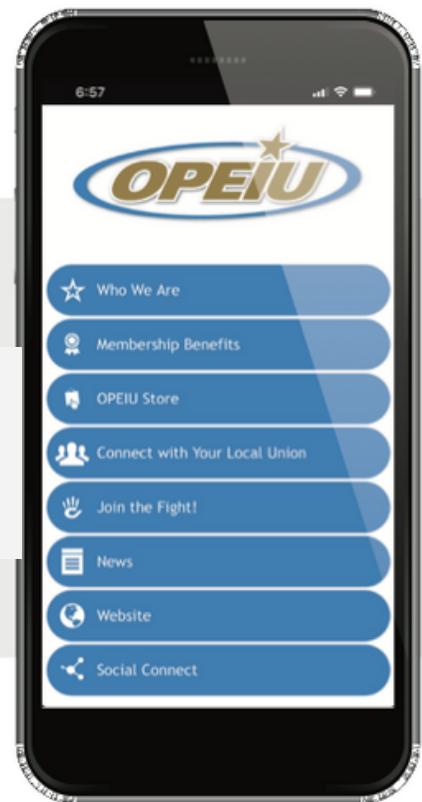 6:57
OPEIU
Who We Are
Membership Benefits
OPEIU Store
Connect with Your Local Union
Join the Fight!
News
Website
Social Connect